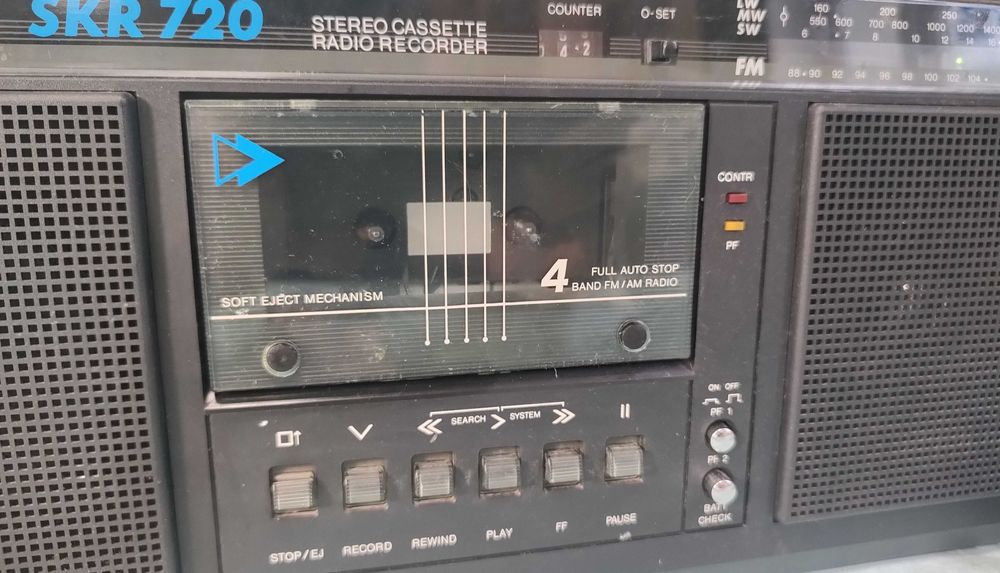 SKR 720
STEREO CASSETTE
RADIO RECORDER
COUNTER
O-SET
4 2
LW
MW
SW
FM
160 200 250
550 600 700 800 1000 1200 1400
6 7 8 10 12 14
88 90 92 94 96 98 100 102 104
CONTR
PF
4
FULL AUTO STOP
BAND FM/AM RADIO
SOFT EJECT MECHANISM
ON OFF
PF 1
PF 2
BATT
CHECK
SEARCH SYSTEM
STOP/EJ
RECORD
REWIND
PLAY
FF
PAUSE